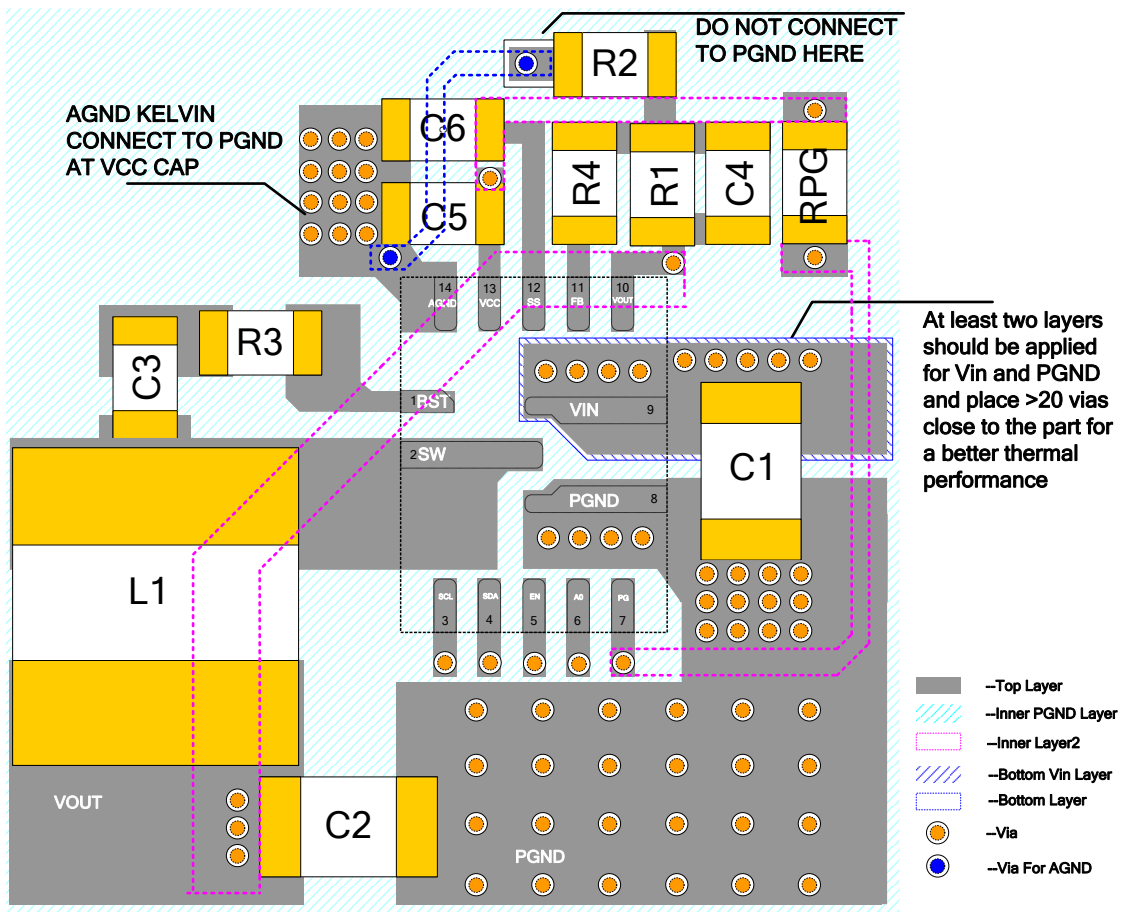 DO NOT CONNECT
TO PGND HERE
R2
AGND KELVIN
CONNECT TO PGND
AT VCC CAP
C6
C5
R4
R1
C4
RPG
14
13
12
11
10
AGND
VCC
SS
FB
VOUT
C3
R3
1
BST
2
SW
VIN
9
PGND
8
C1
At least two layers
should be applied
for Vin and PGND
and place >20 vias
close to the part for
a better thermal
performance
L1
SCL
SDA
EN
A0
PG
3
4
5
6
7
VOUT
C2
PGND
--Top Layer
--Inner PGND Layer
--Inner Layer2
--Bottom Vin Layer
--Bottom Layer
--Via
--Via For AGND